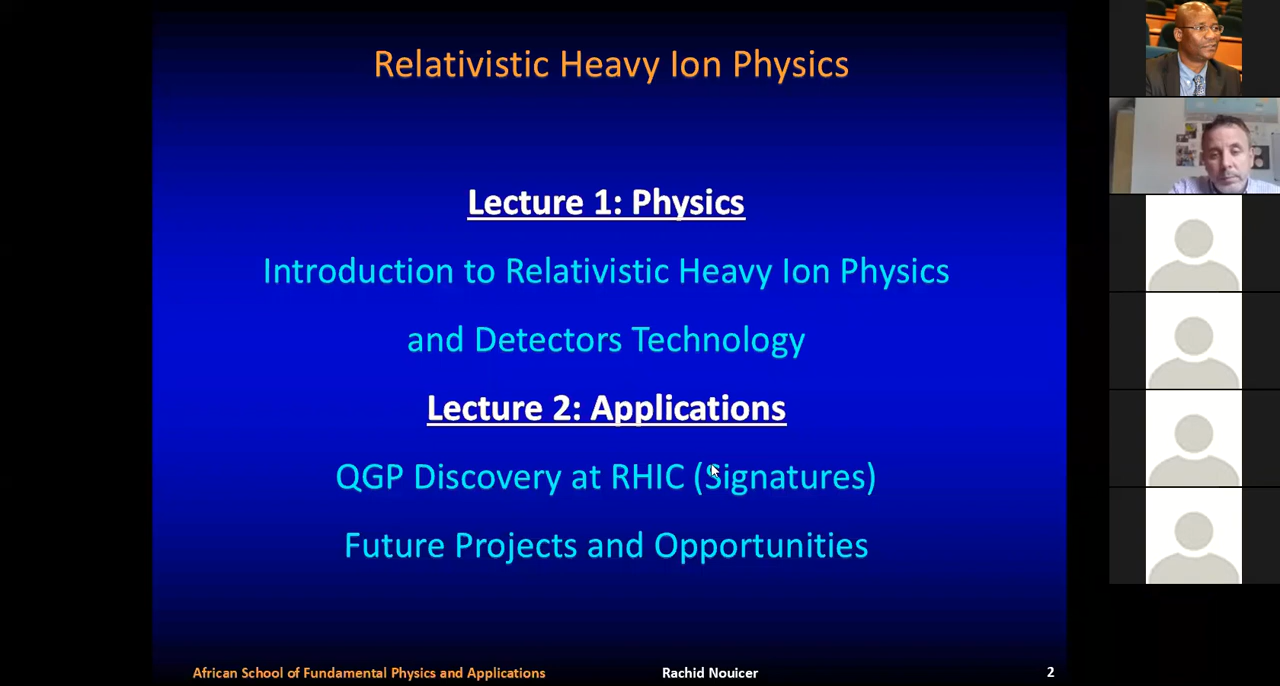 Relativistic Heavy Ion Physics
Lecture 1: Physics
Introduction to Relativistic Heavy Ion Physics
and Detectors Technology
Lecture 2: Applications
QGP Discovery at RHIC (Signatures)
Future Projects and Opportunities
African School of Fundamental Physics and Applications
Rachid Nouicer
2